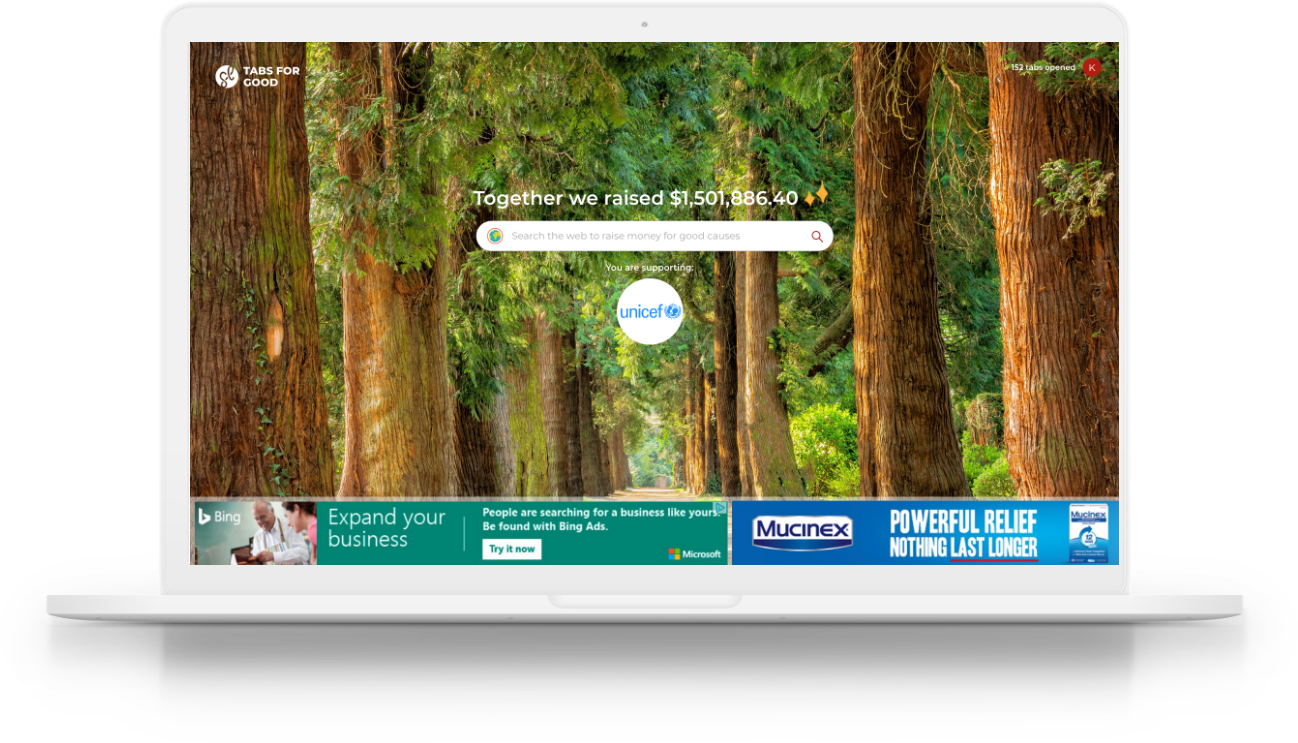 TABS FOR
GOOD
152 tabs opened
K
Together we raised $1,501,886.40
Search the web to raise money for good causes
You are supporting:
unicef
Bing
Expand your
business
People are searching for a business like yours.
Be found with Bing Ads.
Try it now
Microsoft
Mucinex
POWERFUL RELIEF
NOTHING LAST LONGER
Mucinex
12